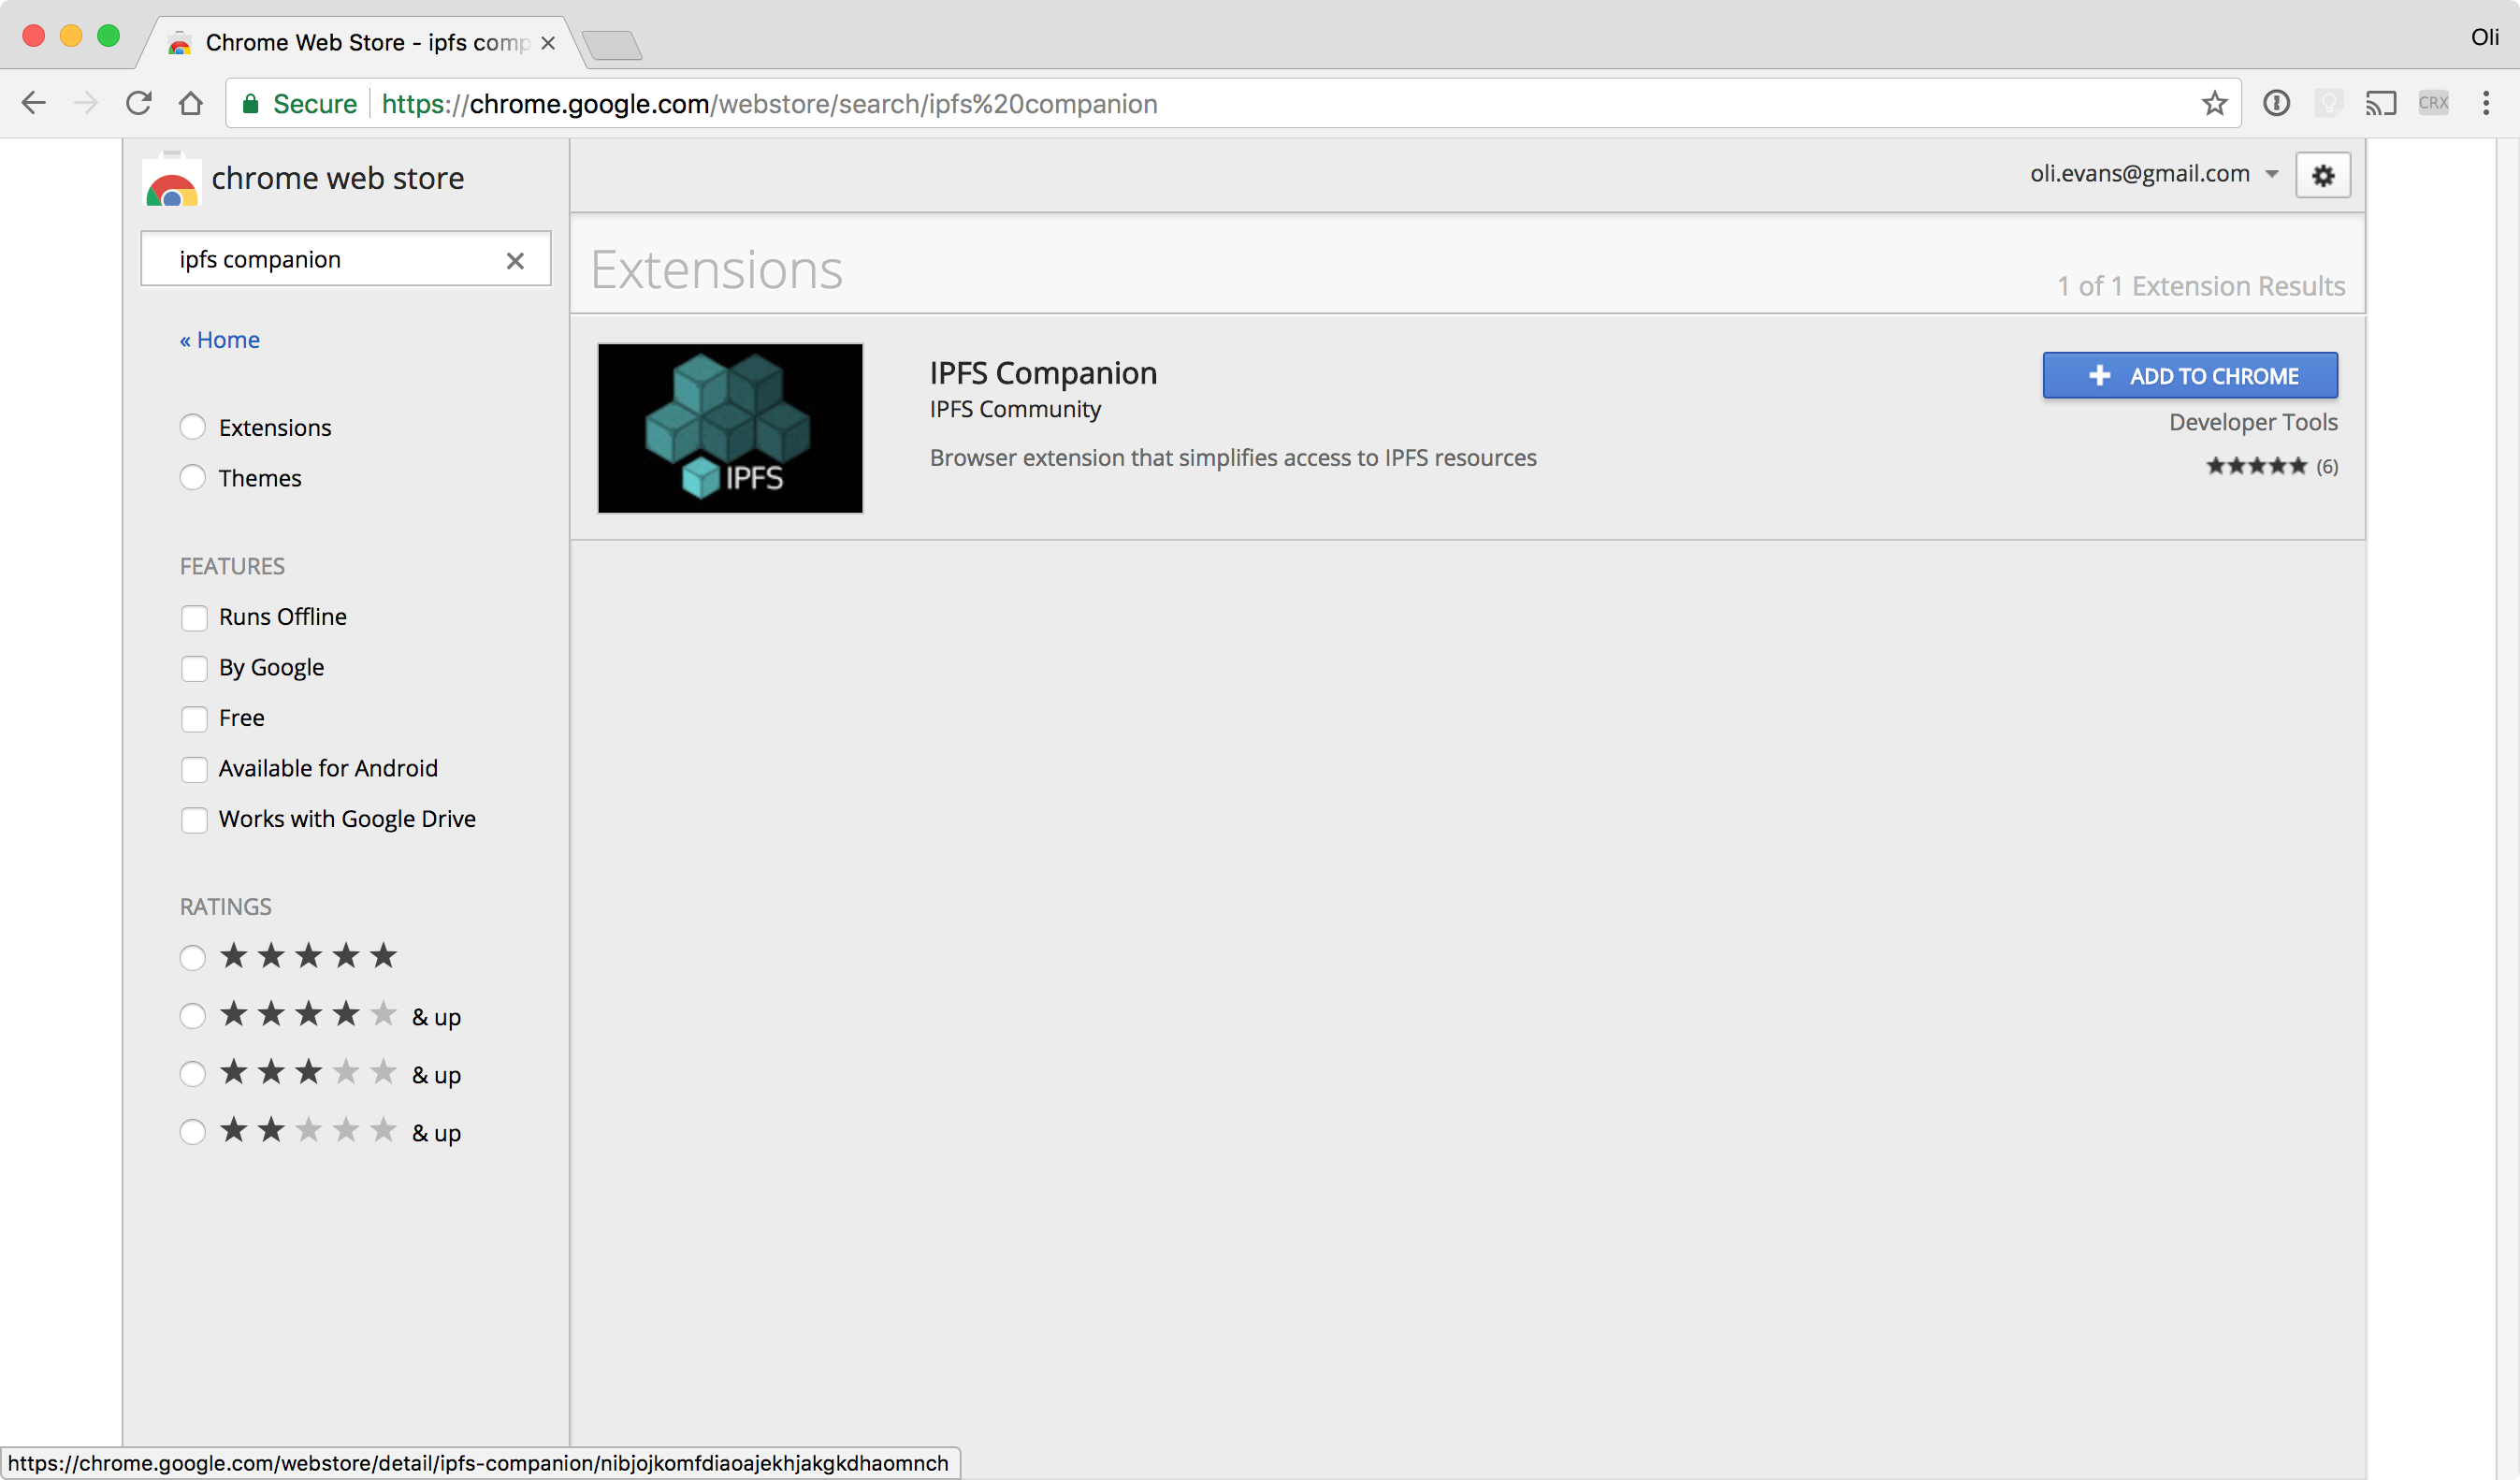 Chrome Web Store - ipfs comp
Oli
Secure https://chrome.google.com/webstore/search/ipfs%20companion
CRX
chrome web store
oli.evans@gmail.com
ipfs companion
Extensions
1 of 1 Extension Results
« Home
IPFS
IPFS Companion
IPFS Community
Browser extension that simplifies access to IPFS resources
ADD TO CHROME
Developer Tools
(6)
Extensions
Themes
FEATURES
Runs Offline
By Google
Free
Available for Android
Works with Google Drive
RATINGS
& up
& up
& up
https://chrome.google.com/webstore/detail/ipfs-companion/nibjojkomfdiaoajekhjakgkdhaomnch